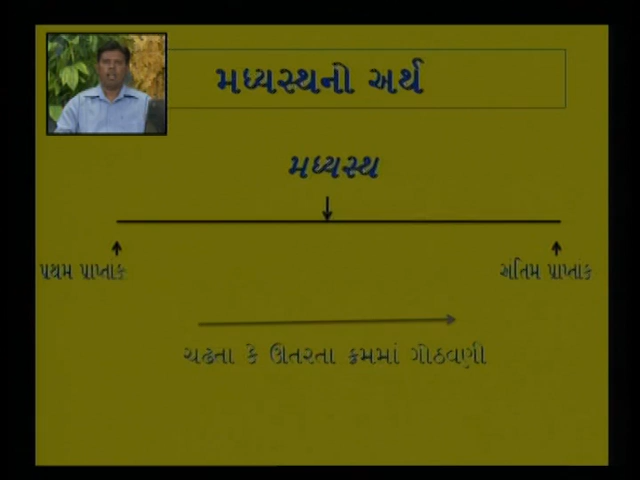 મધ્યસ્થનો અર્થ
મધ્યસ્થ
પ્રથમ પ્રાપ્તાંક
અંતિમ પ્રાપ્તાંક
ચઢતા કે ઊતરતા ક્રમમાં ગોઠવણી